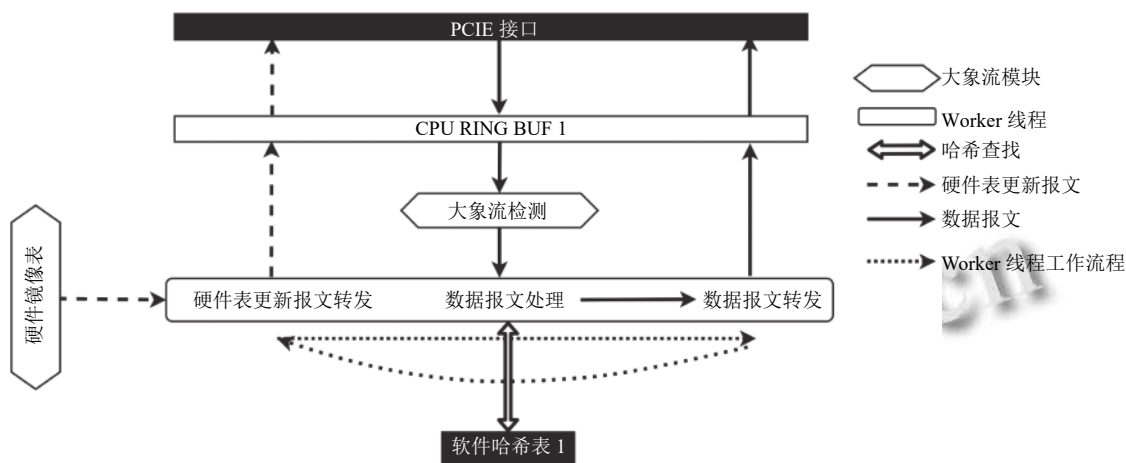 PCIE 接口
CPU RING BUF 1
大象流检测
硬件镜像表
硬件表更新报文转发
数据报文处理
数据报文转发
软件哈希表 1
大象流模块
Worker 线程
哈希查找
硬件表更新报文
数据报文
Worker 线程工作流程
cn